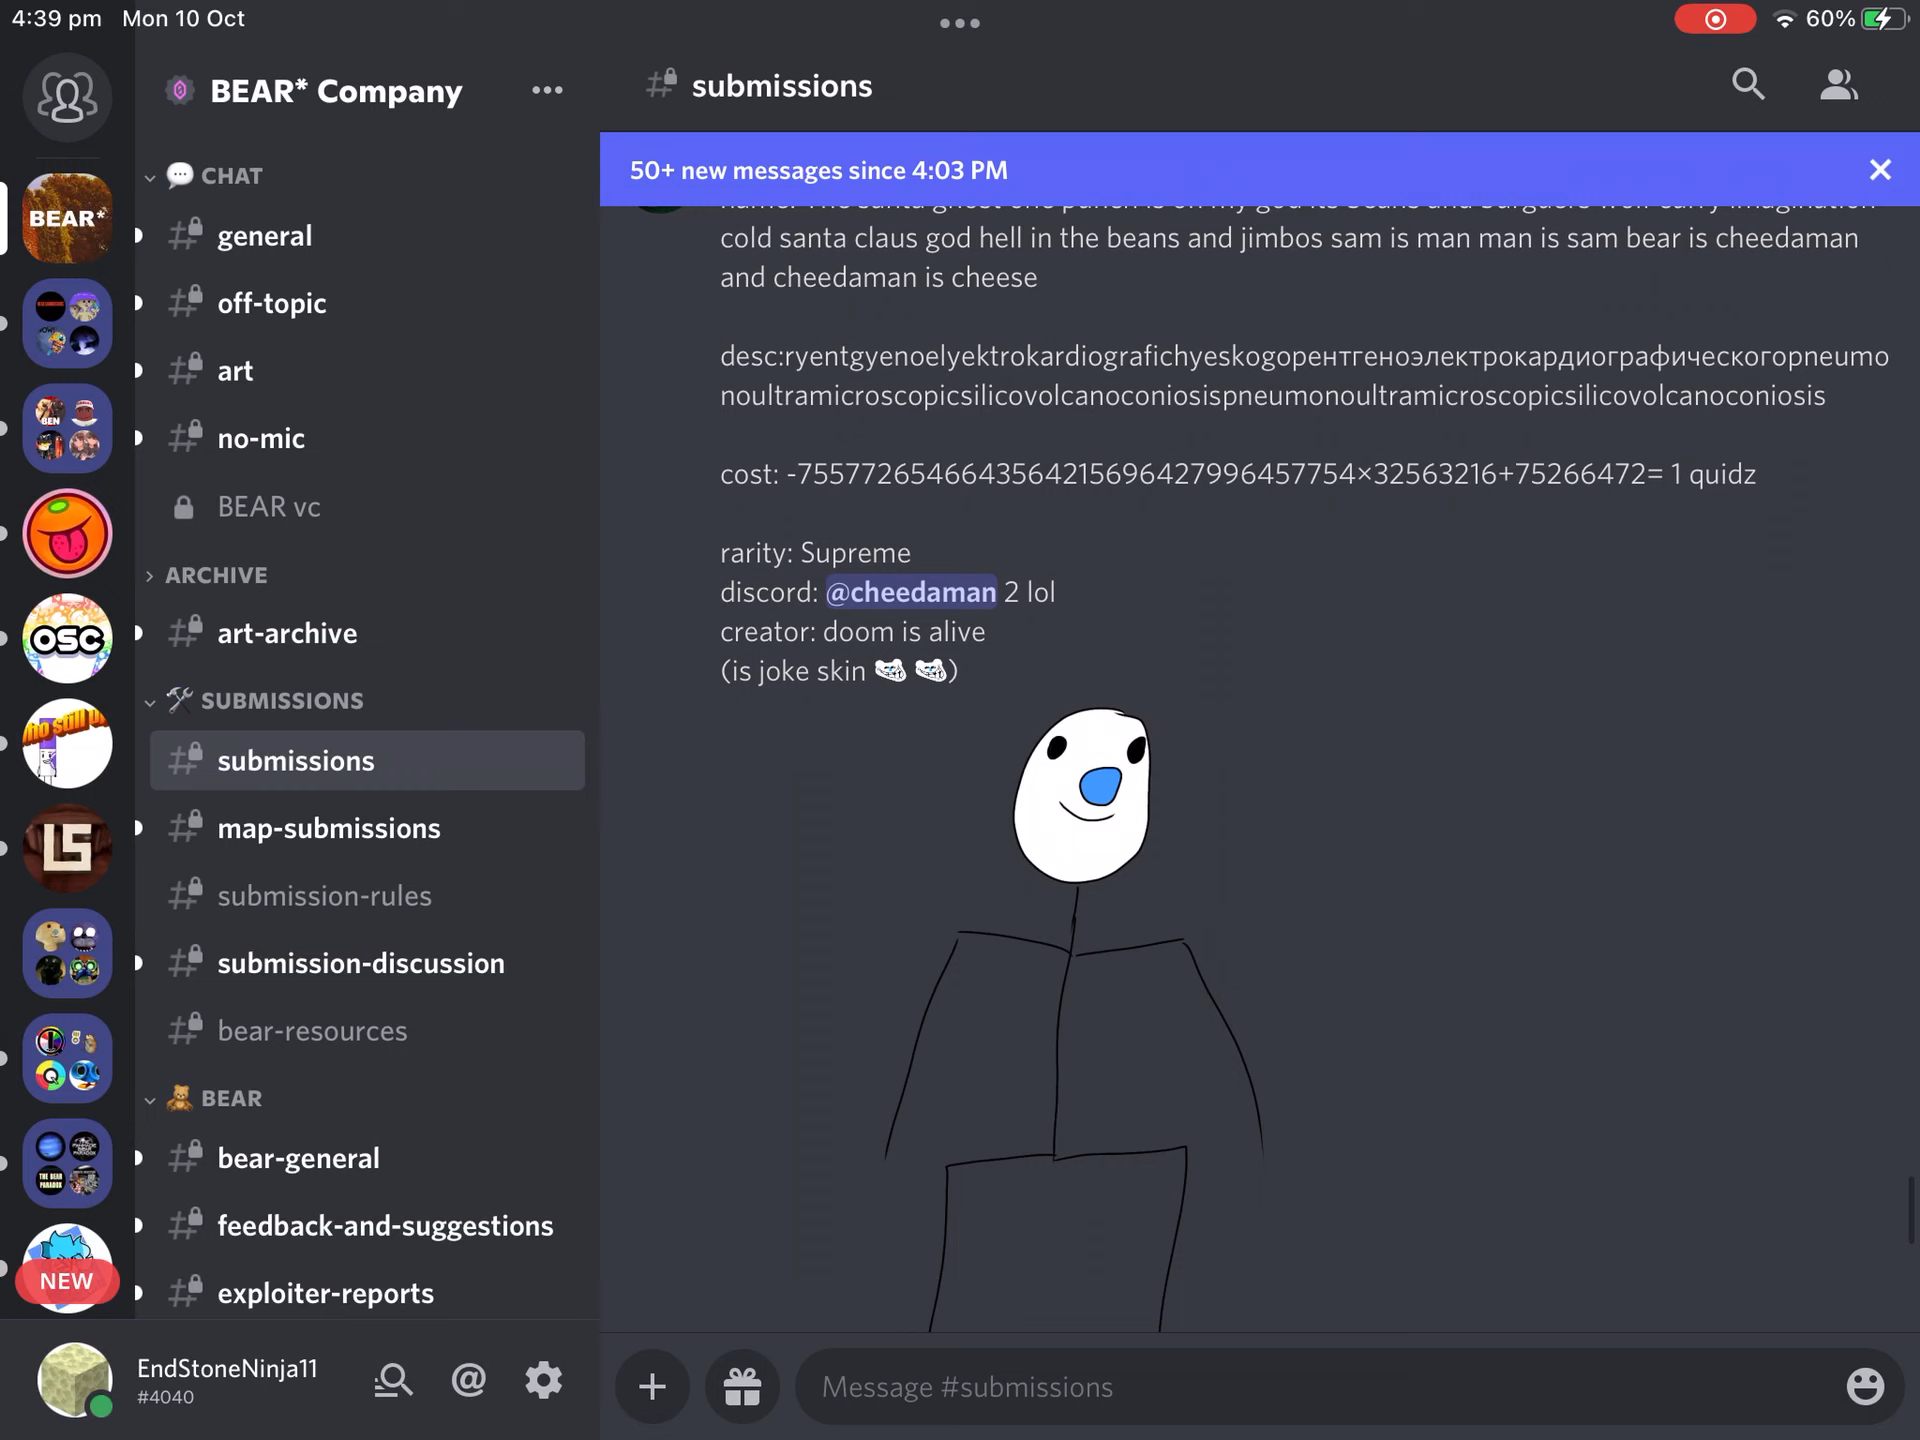 4:39 pm Mon 10 Oct
60%
BEAR* Company
submissions
50+ new messages since 4:03 PM
CHAT
general
off-topic
art
no-mic
BEAR vc
ARCHIVE
art-archive
SUBMISSIONS
submissions
map-submissions
submission-rules
submission-discussion
bear-resources
BEAR
bear-general
feedback-and-suggestions
exploiter-reports
BEAR*
BEN
OSC
LS
NEW
EndStoneNinja11
#4040
cold santa claus god hell in the beans and jimbos sam is man man is sam bear is cheedaman
and cheedaman is cheese
desc:ryentgyenoelyektrokardiografichyeskogoрентгеноэлектрокардиографическогоpneumo
noultramicroscopicsilicovolcanoconiosispneumonoultramicroscopicsilicovolcanoconiosis
cost: -7557726546643564215696427996457754×32563216+75266472= 1 quidz
rarity: Supreme
discord: @cheedaman 2 lol
creator: doom is alive
(is joke skin )
Message #submissions